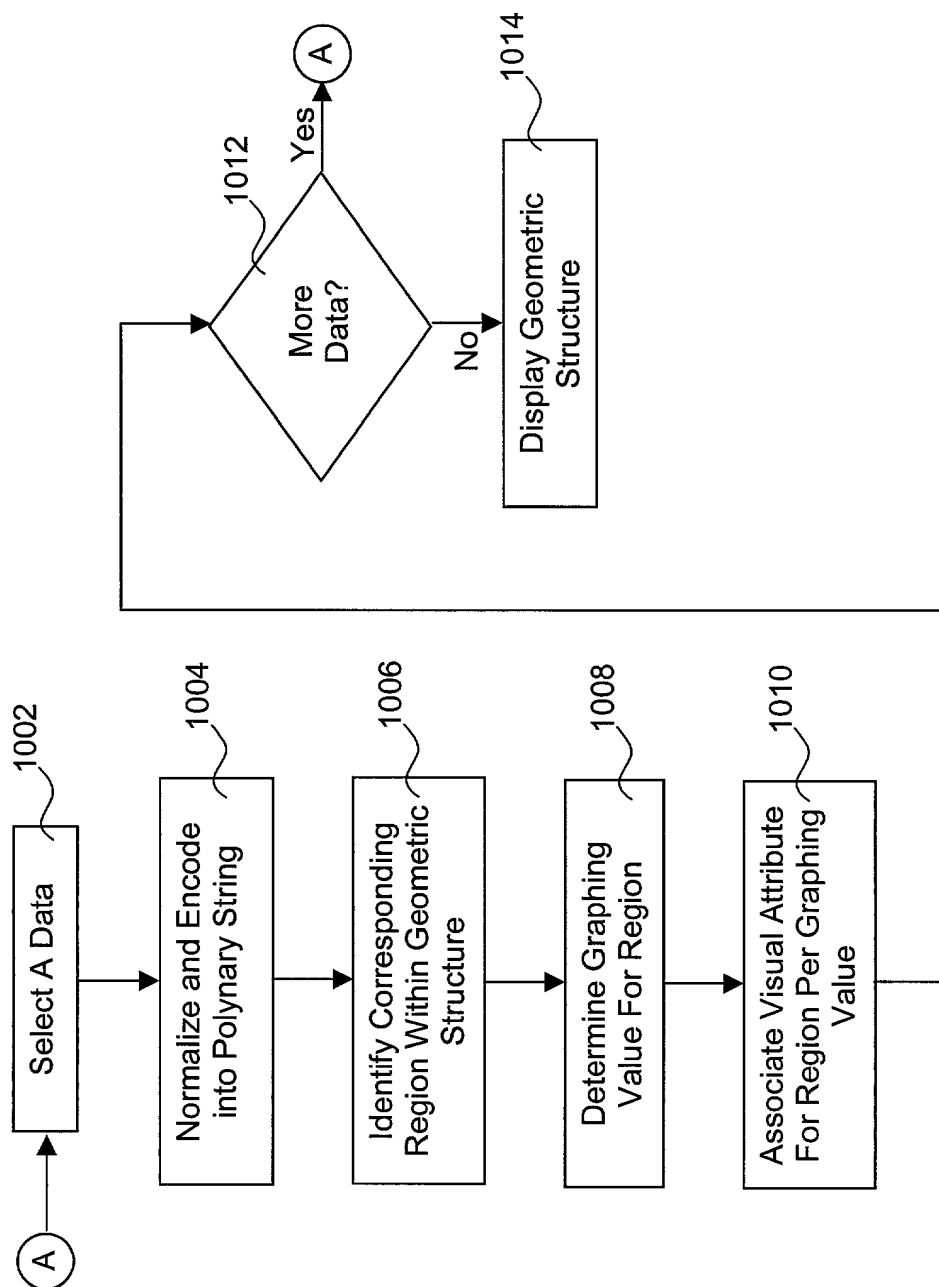 A
Select A Data
1002
Normalize and Encode
into Polynary String
1004
Identify Corresponding
Region Within Geometric
Structure
1006
Determine Graphing
Value For Region
1008
Associate Visual Attribute
For Region Per Graphing
Value
1010
More
Data?
1012
Yes
A
No
Display Geometric
Structure
1014